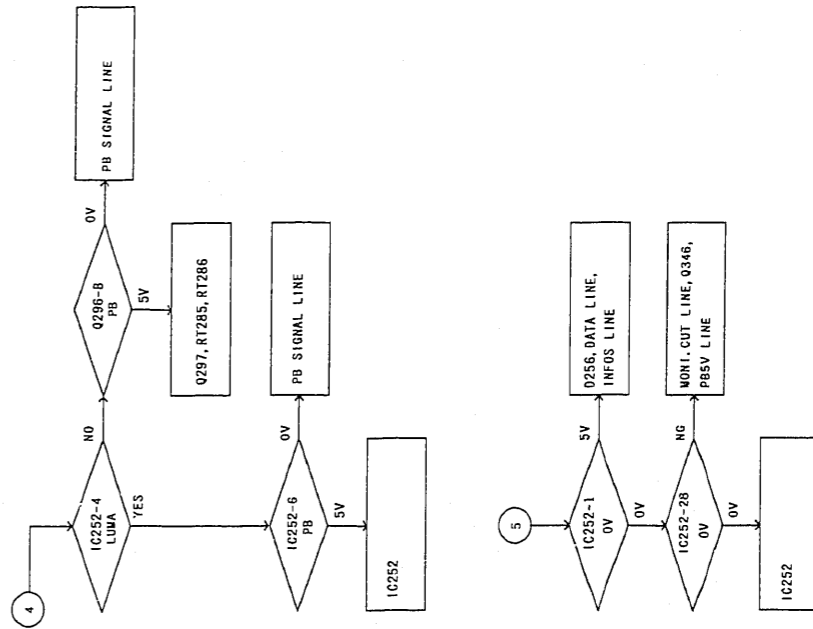 4
IC252-4
LUMA
NO
YES
Q296-B
PB
0V
5V
PB SIGNAL LINE
Q297, RT285, RT286
IC252-6
PB
0V
5V
PB SIGNAL LINE
IC252
5
IC252-1
0V
5V
0V
D256, DATA LINE,
INFOS LINE
IC252-28
0V
NG
0V
MONI.CUT LINE, Q346,
PB5V LINE
IC252